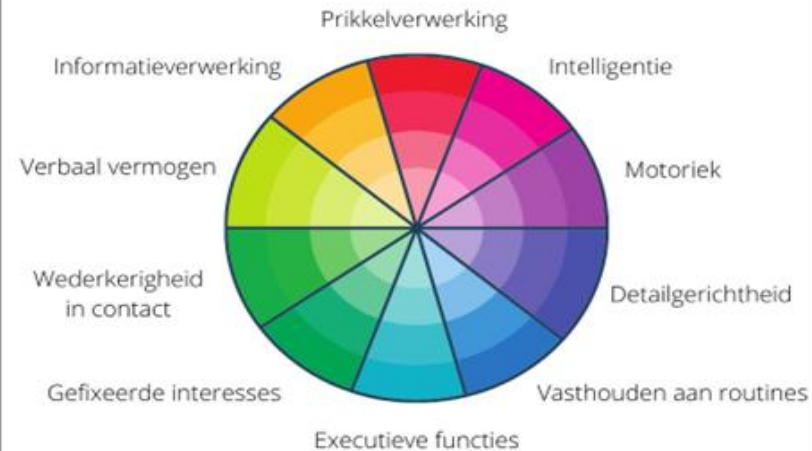 Prikkelverwerking
Informatieverwerking
Intelligentie
Verbaal vermogen
Motoriek
Wederkerigheid
in contact
Detailgerichtheid
Gefixeerde interesses
Vasthouden aan routines
Executieve functies